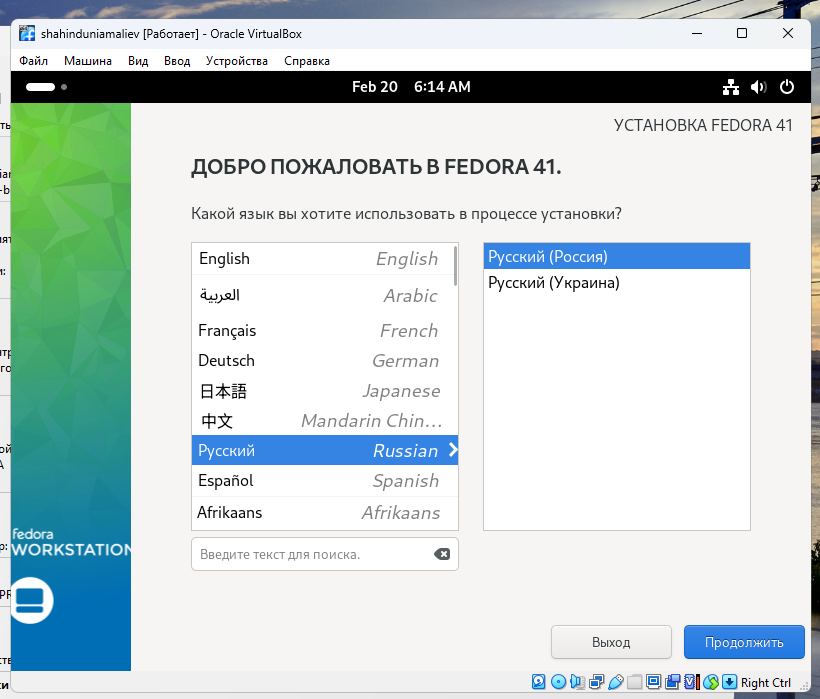 shahinduniamaliev [Работает] - Oracle VirtualBox
Файл Машина Вид Ввод Устройства Справка
Feb 20 6:14 AM
УСТАНОВКА FEDORA 41
ДОБРО ПОЖАЛОВАТЬ В FEDORA 41.
Какой язык вы хотите использовать в процессе установки?
English English
العربية Arabic
Français French
Deutsch German
日本語 Japanese
中文 Mandarin Chin...
Русский Russian
Español Spanish
Afrikaans Afrikaans
Русский (Россия)
Русский (Украина)
Введите текст для поиска.
fedora
WORKSTATION
Выход Продолжить
Right Ctrl